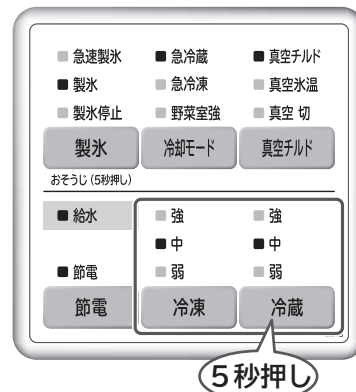 急速製氷 急冷蔵 真空チルド
製氷 急冷凍 真空氷温
製氷停止 野菜室強 真空 切
製氷 冷却モード 真空チルド
おそうじ (5秒押し)
給水 強 強
中 中
節電 弱 弱
節電 冷凍 冷蔵
5秒押し